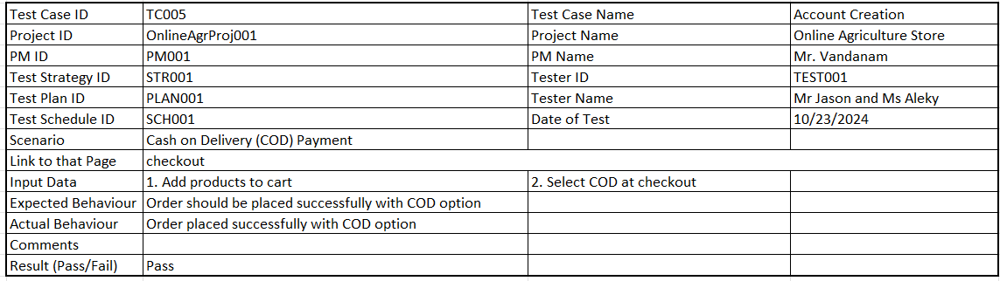 Test Case ID TC005 Test Case Name Account Creation
Project ID OnlineAgrProj001 Project Name Online Agriculture Store
PM ID PM001 PM Name Mr. Vandanam
Test Strategy ID STR001 Tester ID TEST001
Test Plan ID PLAN001 Tester Name Mr Jason and Ms Aleky
Test Schedule ID SCH001 Date of Test 10/23/2024
Scenario Cash on Delivery (COD) Payment
Link to that Page checkout
Input Data 1. Add products to cart 2. Select COD at checkout
Expected Behaviour Order should be placed successfully with COD option
Actual Behaviour Order placed successfully with COD option
Comments
Result (Pass/Fail) Pass